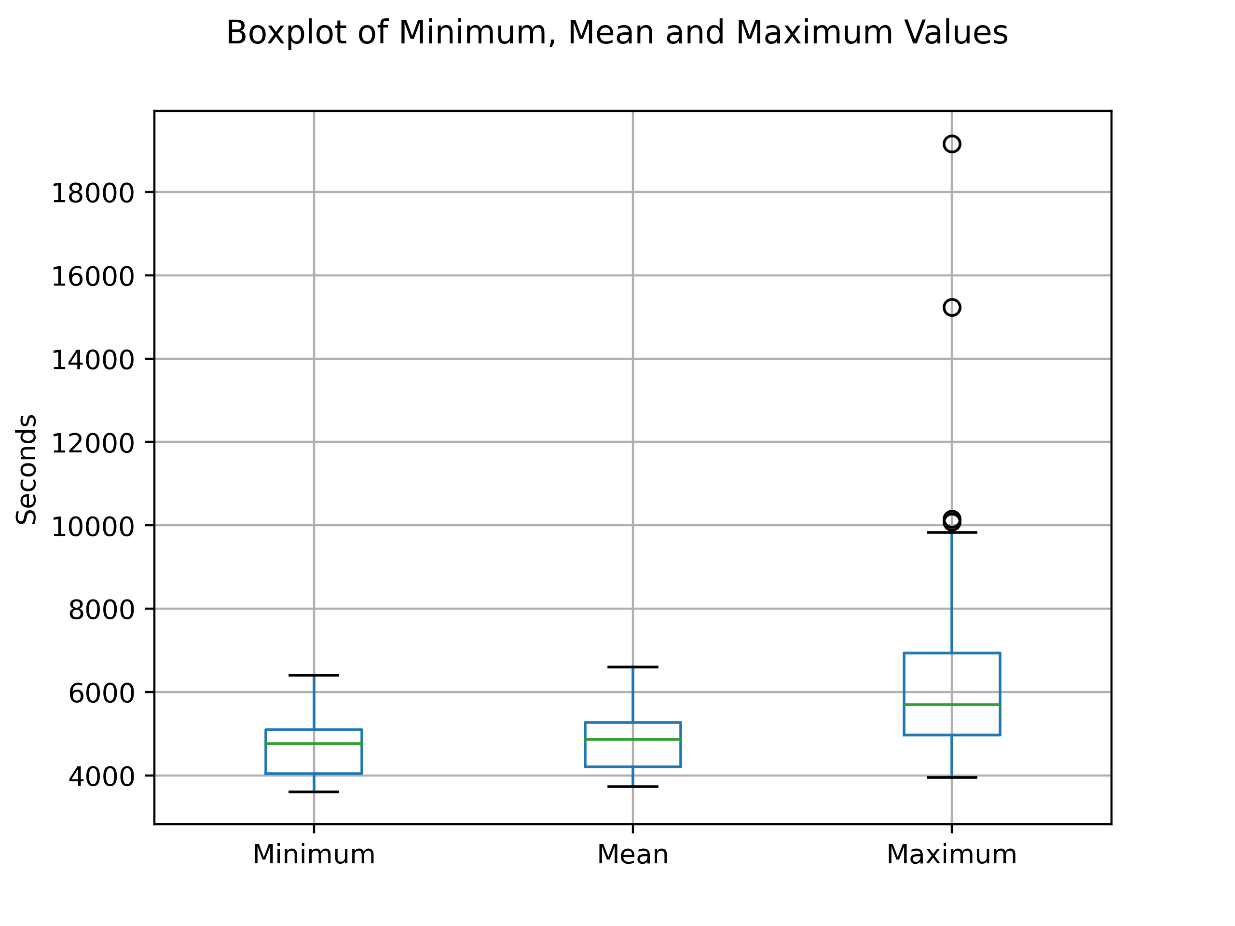 Boxplot of Minimum, Mean and Maximum Values
18000
16000
14000
12000
10000
8000
6000
4000
Seconds
Minimum
Mean
Maximum